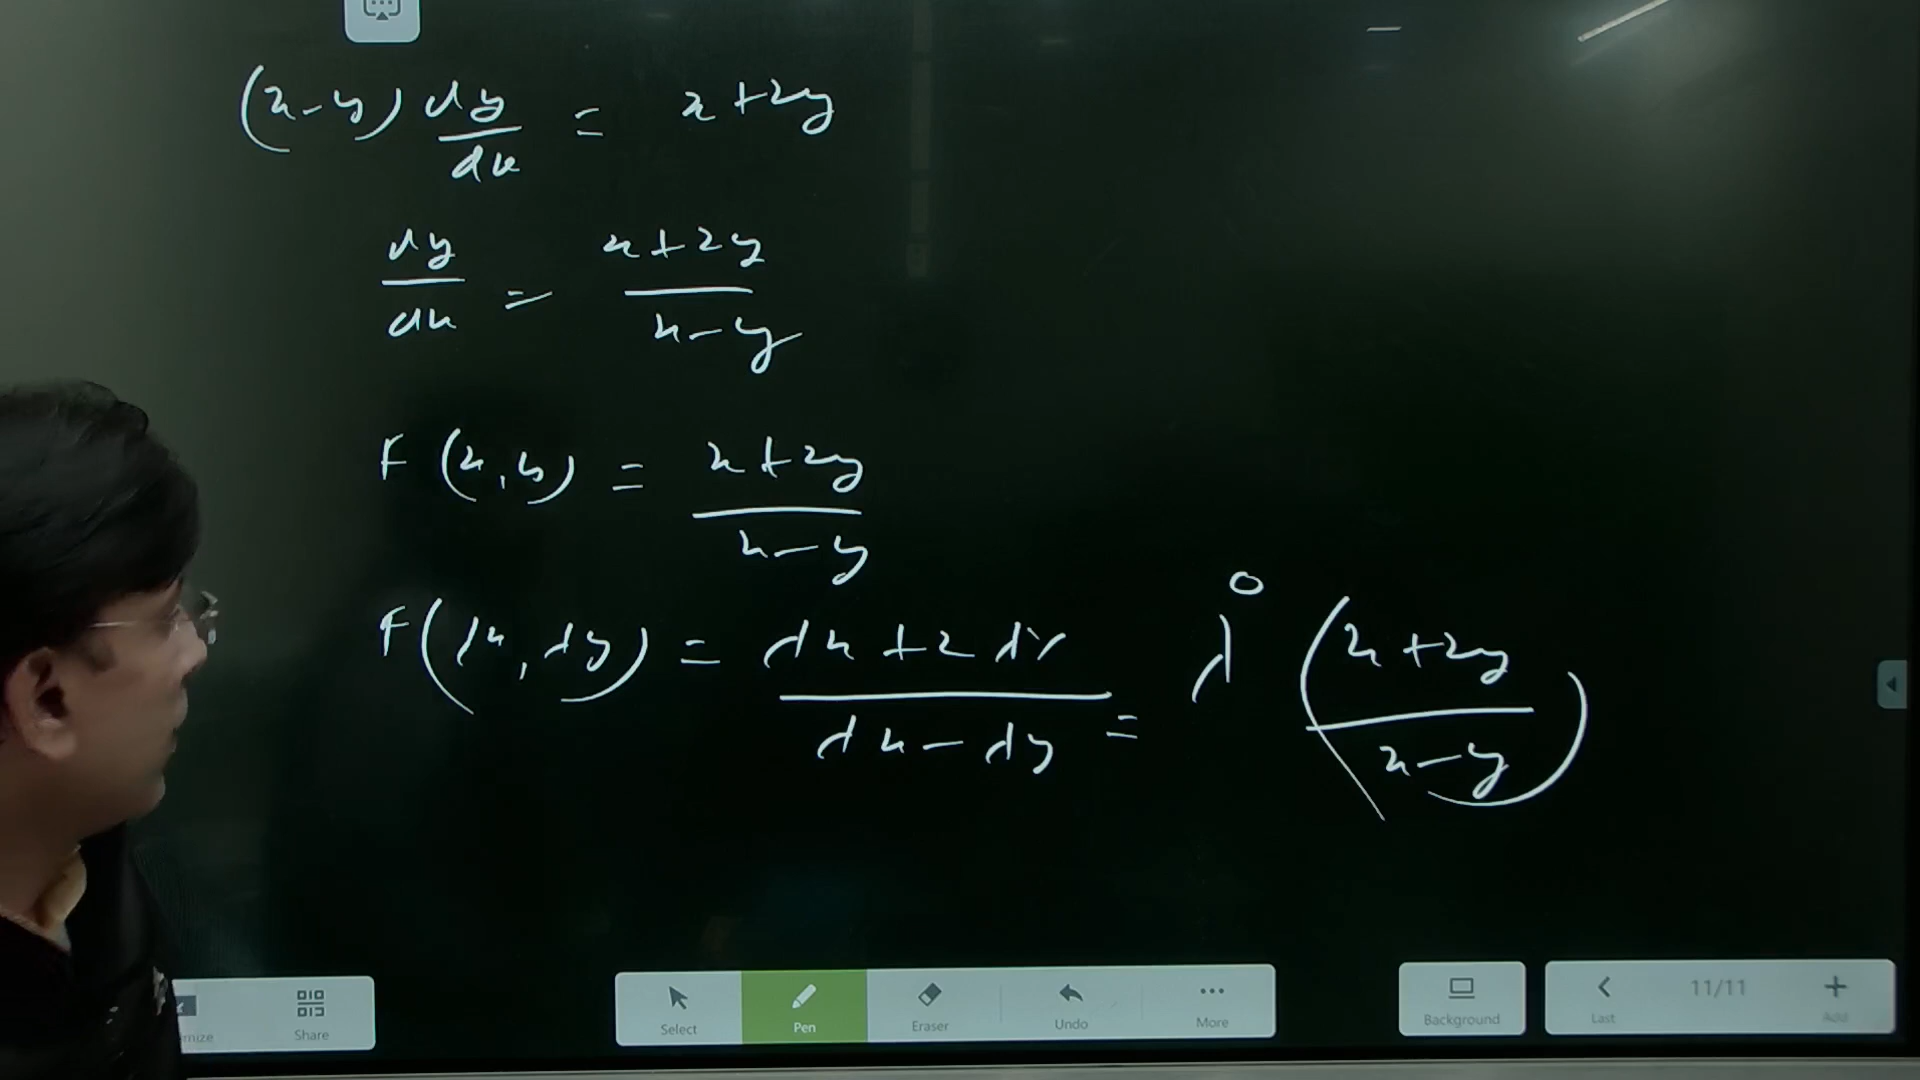 (x-y) dy/dx = x+2y
dy/dx = x+2y/x-y
F(x,y) = x+2y/x-y
F(λx,λy) = λx+2λy/λx-λy = λ⁰(x+2y/x-y)
Share
Select
Pen
Eraser
Undo
More
Background
Last
11/11
Add